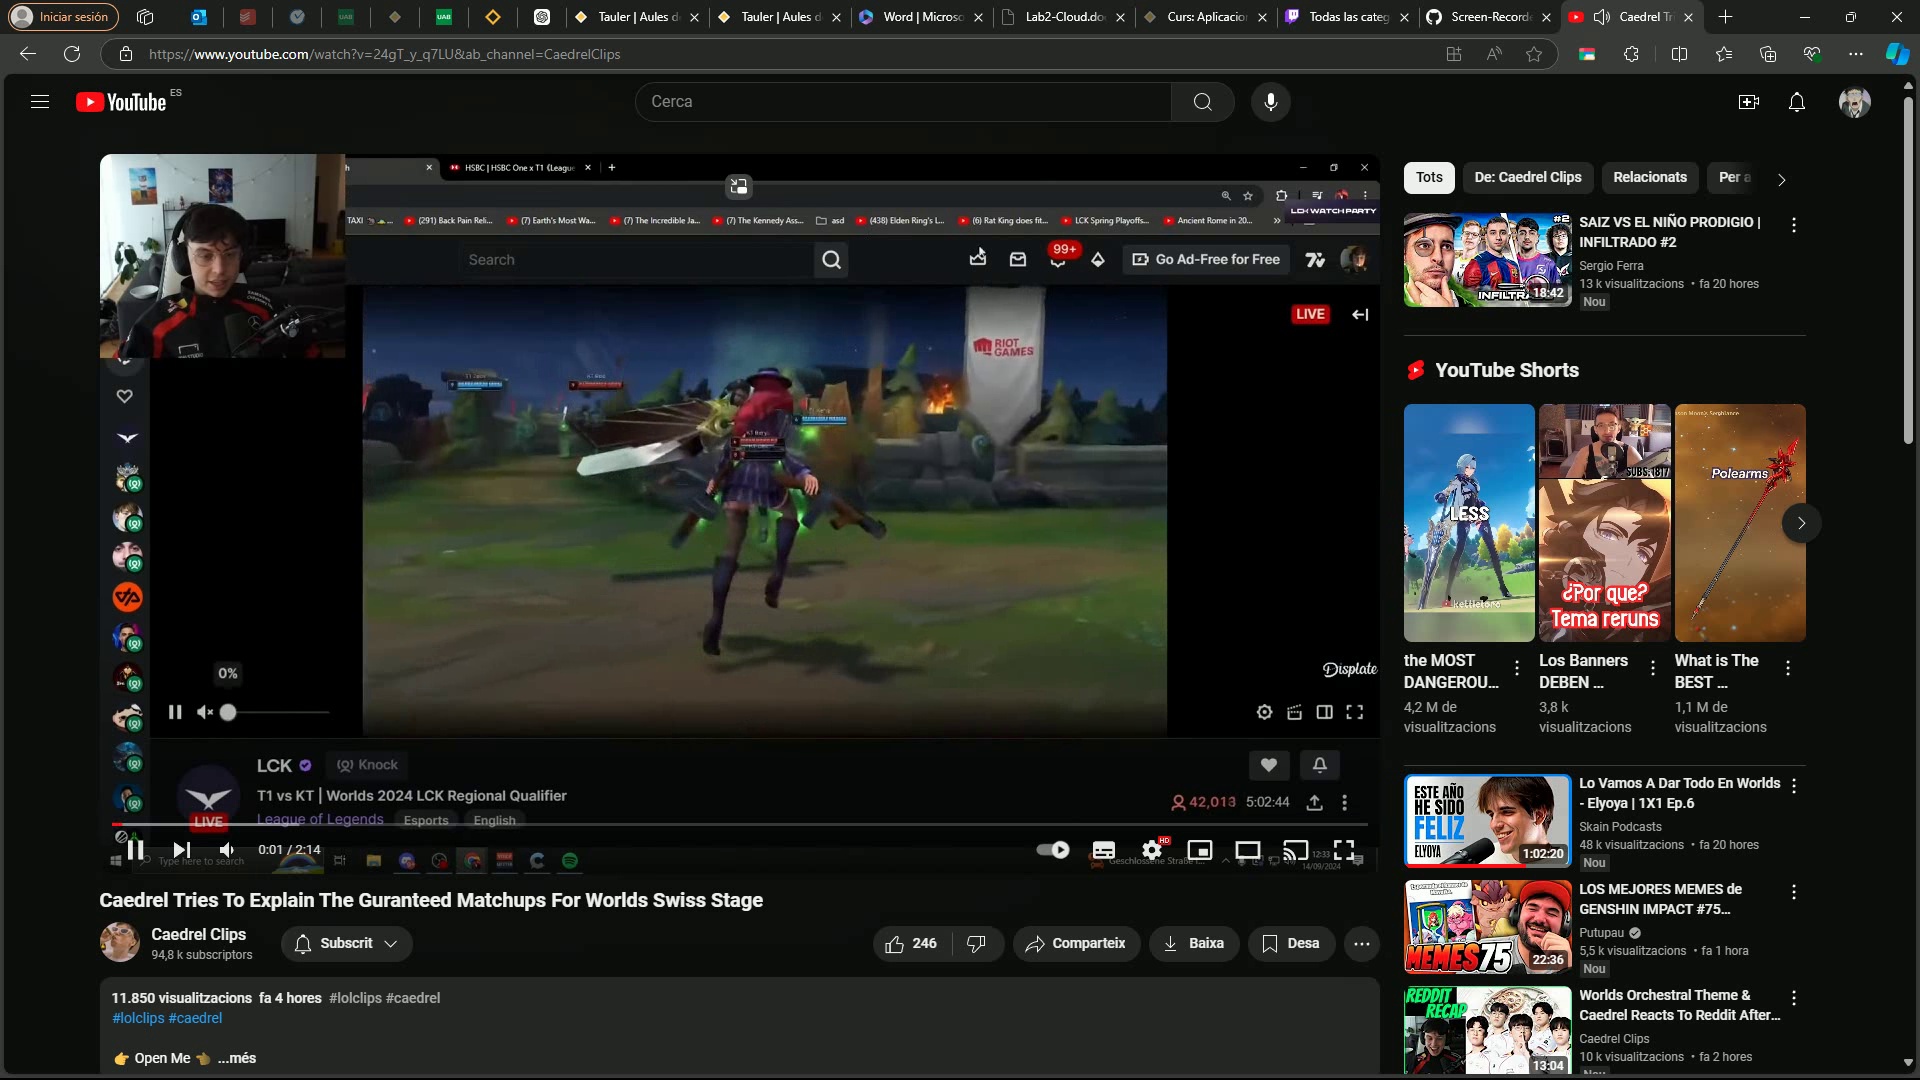 Iniciar sesión
Tauler | Aules d
Tauler | Aules d
Word | Microso
Lab2-Cloud.do
Curs: Aplicacion
Todas las categ
Screen-Recorde
Caedrel Tri
https://www.youtube.com/watch?v=24gT_y_q7LU&ab_channel=CaedrelClips
YouTube ES
Cerca
HSBC | HSBC One x T1 (League
TAXI
(291) Back Pain Reli...
(7) Earth's Most Wa...
(7) The Incredible Ja...
(7) The Kennedy Ass...
asd
(438) Elden Ring's L...
(6) Rat King does fit...
LCK Spring Playoffs...
Ancient Rome in 20...
LCK WATCH PARTY
Search
99+
Go Ad-Free for Free
LIVE
RIOT GAMES
Displate
0%
LCK
Knock
T1 vs KT | Worlds 2024 LCK Regional Qualifier
42,013
5:02:44
LIVE
League of Legends
Esports
English
0:01 / 2:14
HD
Type here to search
Geschlossene Straße
12:33
14/09/2024
Caedrel Tries To Explain The Guranteed Matchups For Worlds Swiss Stage
Caedrel Clips
94,8 k subscriptors
Subscrit
246
Comparteix
Baixa
Desa
11.850 visualitzacions fa 4 hores #lolclips #caedrel
#lolclips #caedrel
Open Me ...més
Tots
De: Caedrel Clips
Relacionats
Per a
#2
INFILTRA
18:42
SAIZ VS EL NIÑO PRODIGIO |
INFILTRADO #2
Sergio Ferra
13 k visualitzacions • fa 20 hores
Nou
YouTube Shorts
LESS
kettletoro
SUBS: 1817
¿Por que?
Tema reruns
Polearms
the MOST
DANGEROU...
4,2 M de
visualitzacions
Los Banners
DEBEN ...
3,8 k
visualitzacions
What is The
BEST ...
1,1 M de
visualitzacions
ESTE AÑO
HE SIDO
FELIZ
ELYOYA
1:02:20
Lo Vamos A Dar Todo En Worlds
- Elyoya | 1X1 Ep.6
Skain Podcasts
48 k visualitzacions • fa 20 hores
Nou
MEMES 75
22:36
LOS MEJORES MEMES de
GENSHIN IMPACT #75...
Putupau
5,5 k visualitzacions • fa 1 hora
Nou
REDDIT
RECAP
13:04
Worlds Orchestral Theme &
Caedrel Reacts To Reddit After...
Caedrel Clips
10 k visualitzacions • fa 2 hores
Nou